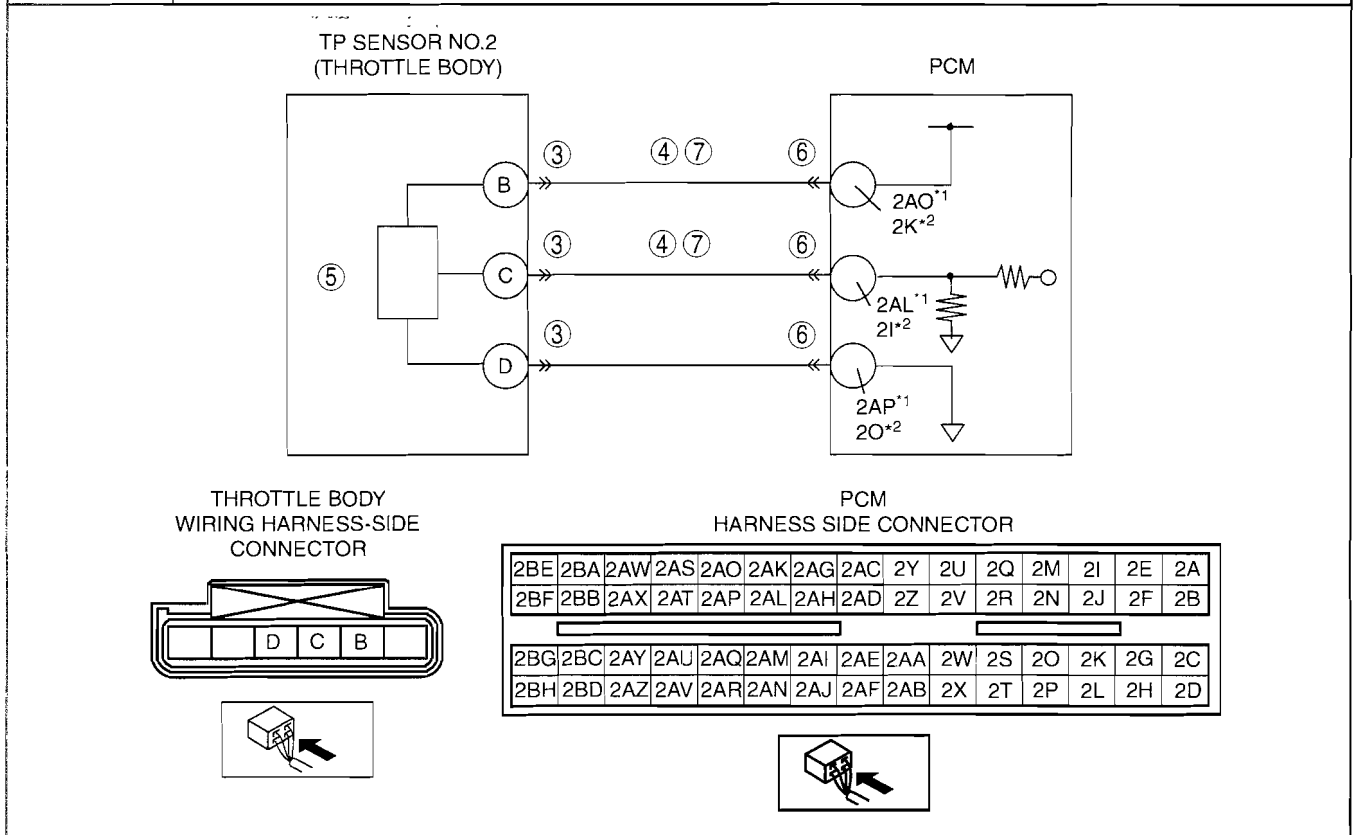 TP SENSOR NO.2
(THROTTLE BODY)
PCM
B
③
④ ⑦
⑥
2AO*1
2K*2
C
③
④ ⑦
⑥
2AL*1
2I*2
⑤
D
③
⑥
2AP*1
2O*2
THROTTLE BODY
WIRING HARNESS-SIDE
CONNECTOR
D C B
PCM
HARNESS SIDE CONNECTOR
2BE 2BA 2AW 2AS 2AO 2AK 2AG 2AC 2Y 2U 2Q 2M 2I 2E 2A
2BF 2BB 2AX 2AT 2AP 2AL 2AH 2AD 2Z 2V 2R 2N 2J 2F 2B
2BG 2BC 2AY 2AU 2AQ 2AM 2AI 2AE 2AA 2W 2S 2O 2K 2G 2C
2BH 2BD 2AZ 2AV 2AR 2AN 2AJ 2AF 2AB 2X 2T 2P 2L 2H 2D